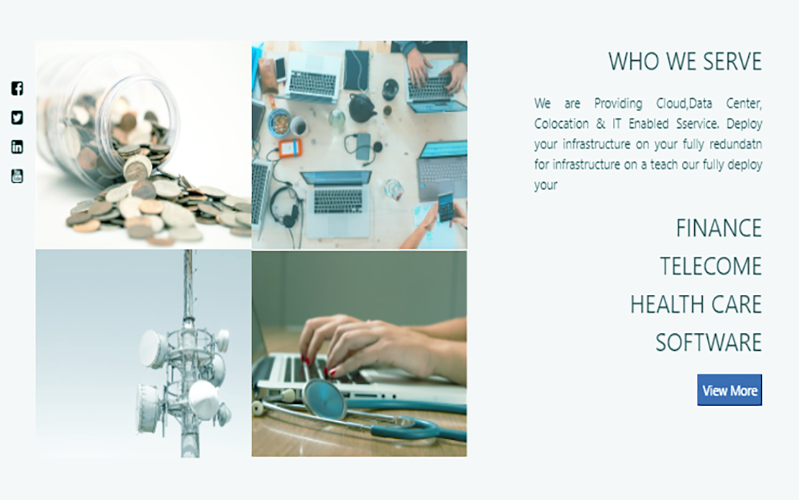 WHO WE SERVE
We are Providing Cloud,Data Center,
Colocation & IT Enabled Sservice. Deploy
your infrastructure on your fully redundatn
for infrastructure on a teach our fully deploy
your
FINANCE
TELECOME
HEALTH CARE
SOFTWARE
View More